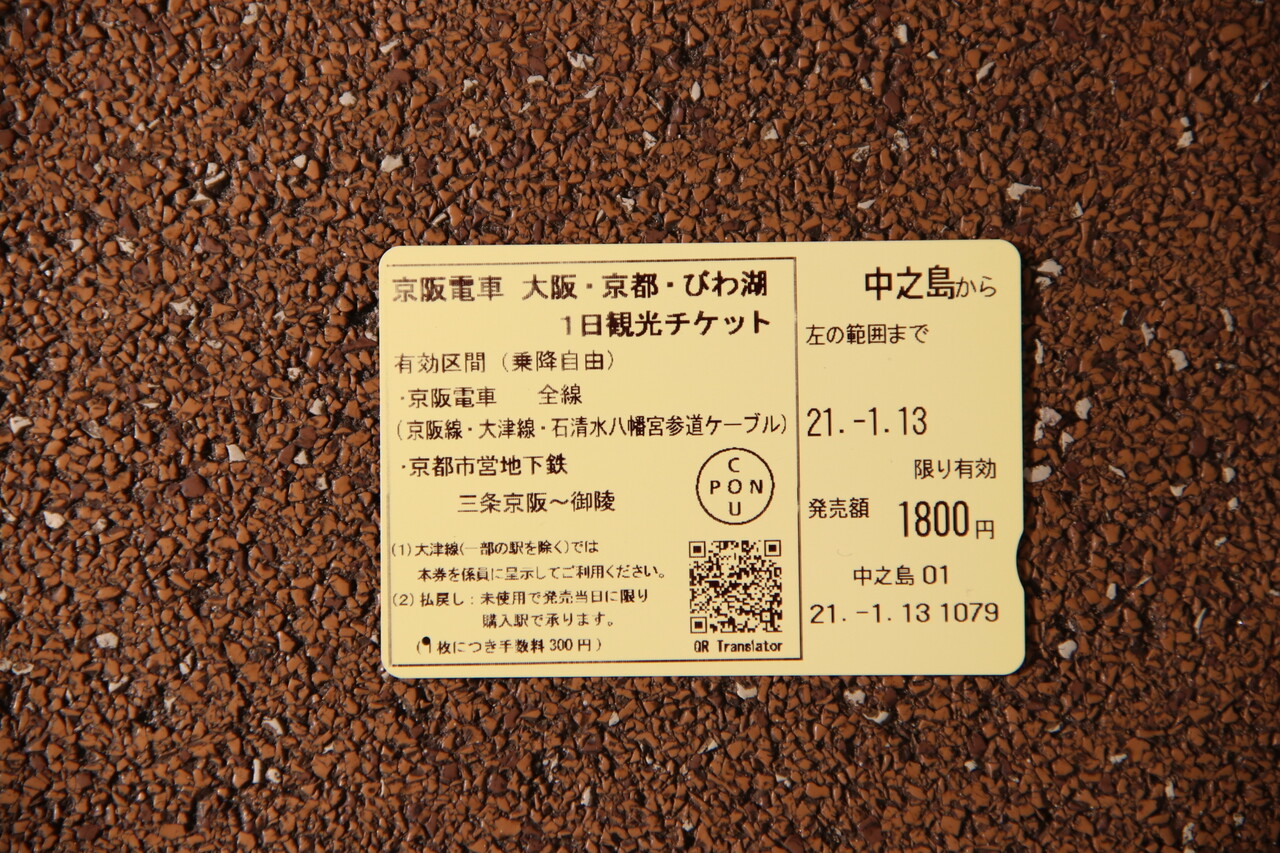 京阪電車 大阪・京都・びわ湖
1日観光チケット
有効区間（乗降自由）
・京阪電車 全線
（京阪線・大津線・石清水八幡宮参道ケーブル）
・京都市営地下鉄
三条京阪～御陵
C
PON
U
(1)大津線(一部の駅を除く)では
本券を係員に呈示してご利用ください。
(2)払戻し：未使用で発売当日に限り
購入駅で承ります。
(1枚につき手数料300円)
QR Translator
中之島から
左の範囲まで
21.-1.13
限り有効
発売額 1800円
中之島01
21.-1.13 1079